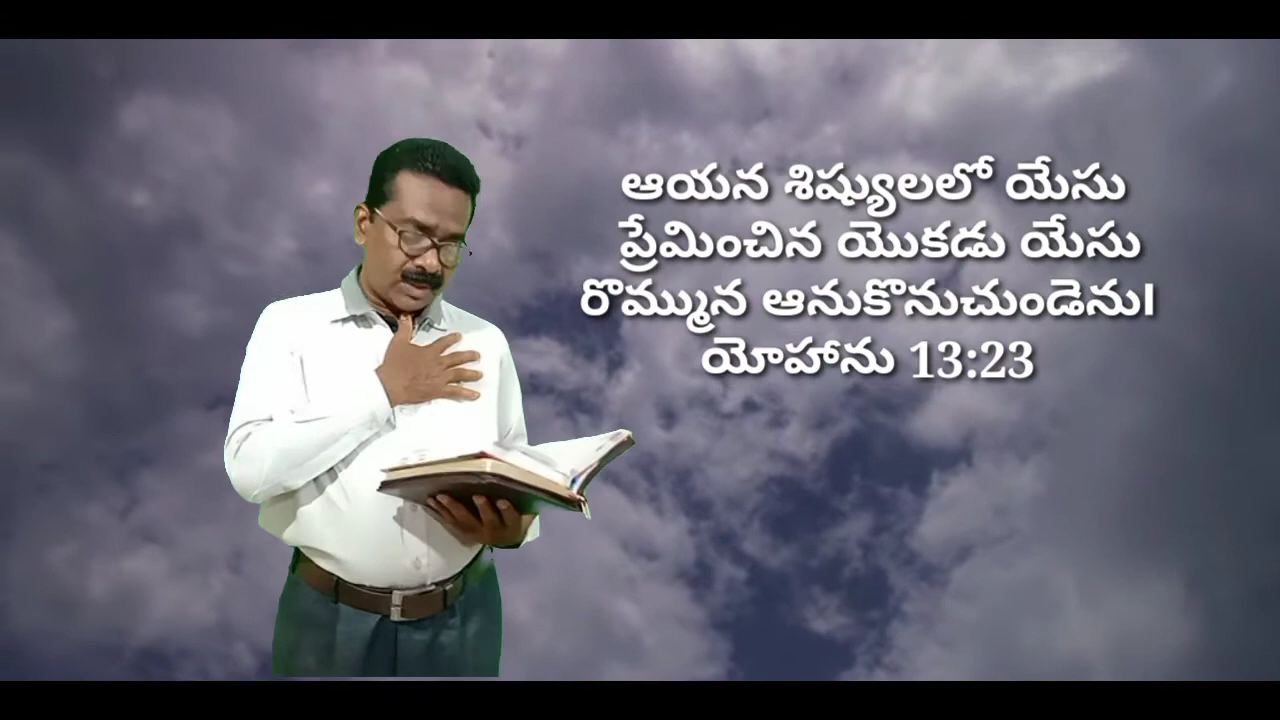 ఆయన శిష్యులలో యేసు
ప్రేమించిన యొకడు యేసు
రొమ్మున ఆనుకొనుచుండెను।
యోహాను 13:23